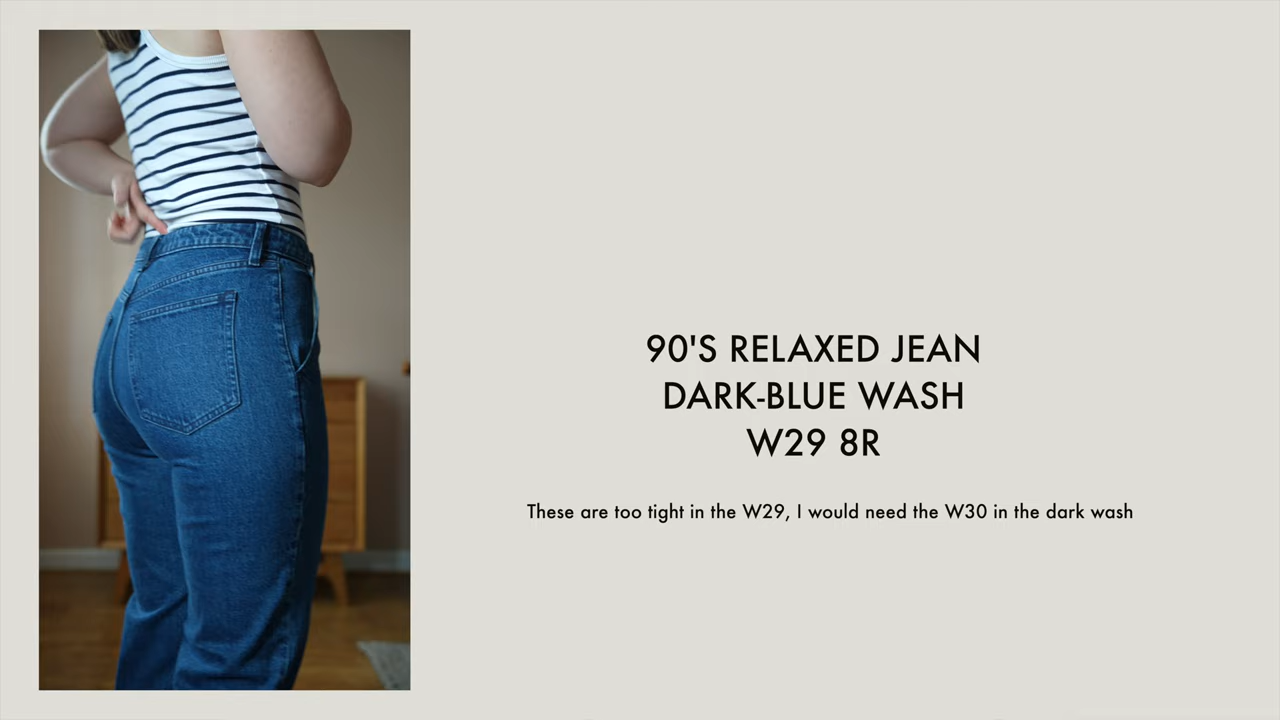 90'S RELAXED JEAN
DARK-BLUE WASH
W29 8R
These are too tight in the W29, I would need the W30 in the dark wash